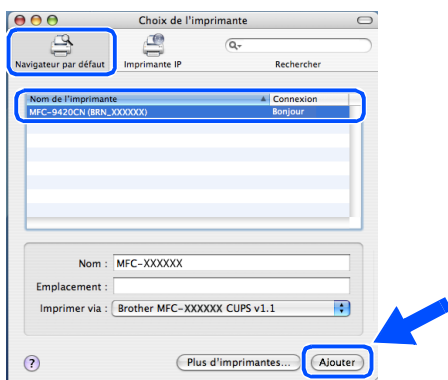 Choix de l'imprimante
Q
Navigateur par défaut Imprimante IP Rechercher
Nom de l'imprimante Connexion
MFC-9420CN (BRN_XXXXXX) Bonjour
Nom : MFC-XXXXXX
Emplacement :
Imprimer via : Brother MFC-XXXXXX CUPS v1.1
? Plus d'imprimantes... Ajouter